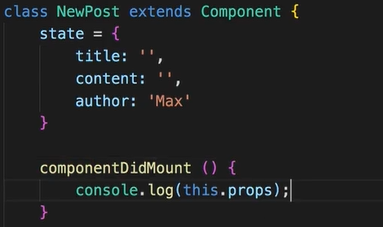 class NewPost extends Component {
    state = {
        title: '',
        content: '',
        author: 'Max'
    }

    componentDidMount () {
        console.log(this.props);
    }